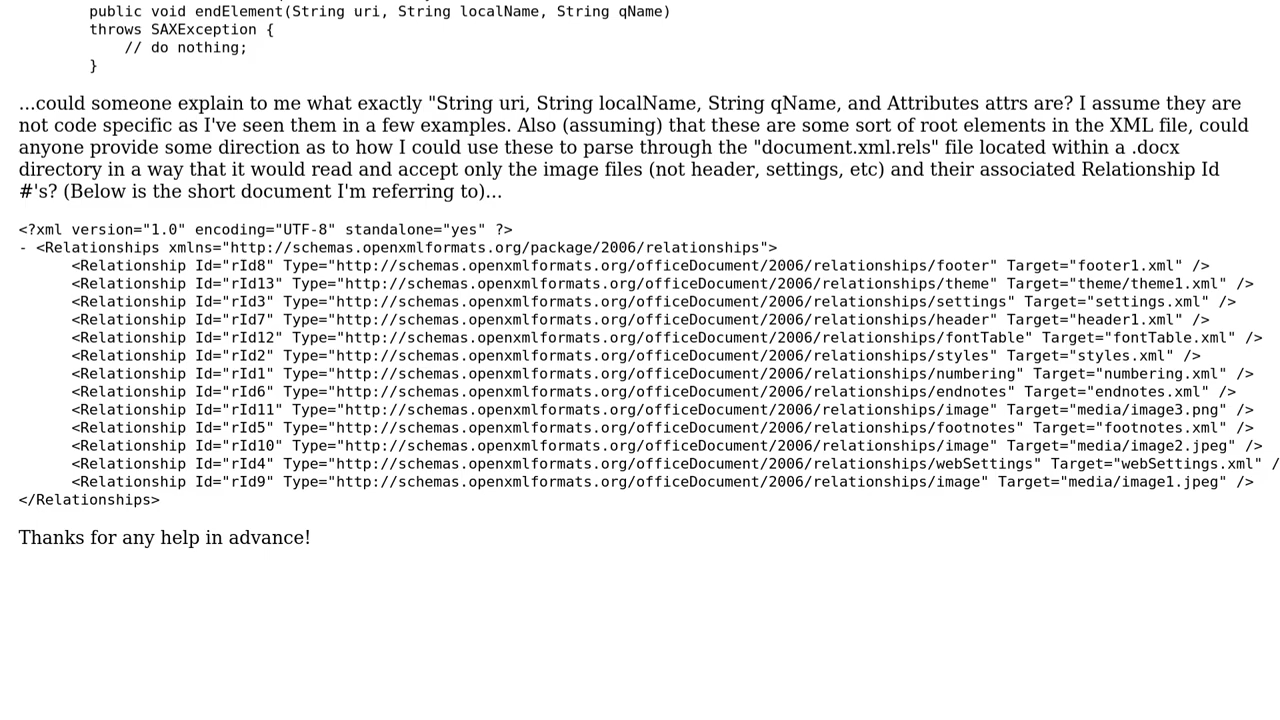 public void endElement(String uri, String localName, String qName)
throws SAXException {
// do nothing;
}
...could someone explain to me what exactly "String uri, String localName, String qName, and Attributes attrs are? I assume they are
not code specific as I've seen them in a few examples. Also (assuming) that these are some sort of root elements in the XML file, could
anyone provide some direction as to how I could use these to parse through the "document.xml.rels" file located within a .docx
directory in a way that it would read and accept only the image files (not header, settings, etc) and their associated Relationship Id
#'s? (Below is the short document I'm referring to)...
<?xml version="1.0" encoding="UTF-8" standalone="yes" ?>
- <Relationships xmlns="http://schemas.openxmlformats.org/package/2006/relationships">
<Relationship Id="rId8" Type="http://schemas.openxmlformats.org/officeDocument/2006/relationships/footer" Target="footer1.xml" />
<Relationship Id="rId13" Type="http://schemas.openxmlformats.org/officeDocument/2006/relationships/theme" Target="theme/theme1.xml" />
<Relationship Id="rId3" Type="http://schemas.openxmlformats.org/officeDocument/2006/relationships/settings" Target="settings.xml" />
<Relationship Id="rId7" Type="http://schemas.openxmlformats.org/officeDocument/2006/relationships/header" Target="header1.xml" />
<Relationship Id="rId12" Type="http://schemas.openxmlformats.org/officeDocument/2006/relationships/fontTable" Target="fontTable.xml" />
<Relationship Id="rId2" Type="http://schemas.openxmlformats.org/officeDocument/2006/relationships/styles" Target="styles.xml" />
<Relationship Id="rId1" Type="http://schemas.openxmlformats.org/officeDocument/2006/relationships/numbering" Target="numbering.xml" />
<Relationship Id="rId6" Type="http://schemas.openxmlformats.org/officeDocument/2006/relationships/endnotes" Target="endnotes.xml" />
<Relationship Id="rId11" Type="http://schemas.openxmlformats.org/officeDocument/2006/relationships/image" Target="media/image3.png" />
<Relationship Id="rId5" Type="http://schemas.openxmlformats.org/officeDocument/2006/relationships/footnotes" Target="footnotes.xml" />
<Relationship Id="rId10" Type="http://schemas.openxmlformats.org/officeDocument/2006/relationships/image" Target="media/image2.jpeg" />
<Relationship Id="rId4" Type="http://schemas.openxmlformats.org/officeDocument/2006/relationships/webSettings" Target="webSettings.xml" /
<Relationship Id="rId9" Type="http://schemas.openxmlformats.org/officeDocument/2006/relationships/image" Target="media/image1.jpeg" />
</Relationships>
Thanks for any help in advance!